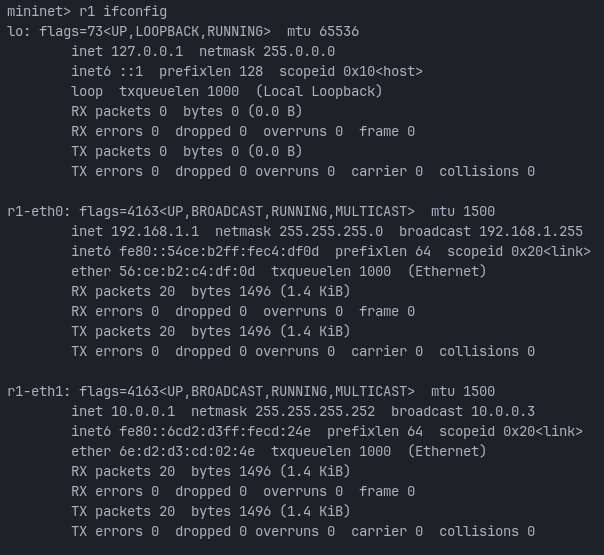 mininet> r1 ifconfig
lo: flags=73<UP,LOOPBACK,RUNNING>  mtu 65536
        inet 127.0.0.1  netmask 255.0.0.0
        inet6 ::1  prefixlen 128  scopeid 0x10<host>
        loop  txqueuelen 1000  (Local Loopback)
        RX packets 0  bytes 0 (0.0 B)
        RX errors 0  dropped 0  overruns 0  frame 0
        TX packets 0  bytes 0 (0.0 B)
        TX errors 0  dropped 0 overruns 0  carrier 0  collisions 0

r1-eth0: flags=4163<UP,BROADCAST,RUNNING,MULTICAST>  mtu 1500
        inet 192.168.1.1  netmask 255.255.255.0  broadcast 192.168.1.255
        inet6 fe80::54ce:b2ff:fec4:df0d  prefixlen 64  scopeid 0x20<link>
        ether 56:ce:b2:c4:df:0d  txqueuelen 1000  (Ethernet)
        RX packets 20  bytes 1496 (1.4 KiB)
        RX errors 0  dropped 0  overruns 0  frame 0
        TX packets 20  bytes 1496 (1.4 KiB)
        TX errors 0  dropped 0 overruns 0  carrier 0  collisions 0

r1-eth1: flags=4163<UP,BROADCAST,RUNNING,MULTICAST>  mtu 1500
        inet 10.0.0.1  netmask 255.255.255.252  broadcast 10.0.0.3
        inet6 fe80::6cd2:d3ff:fecd:24e  prefixlen 64  scopeid 0x20<link>
        ether 6e:d2:d3:cd:02:4e  txqueuelen 1000  (Ethernet)
        RX packets 20  bytes 1496 (1.4 KiB)
        RX errors 0  dropped 0  overruns 0  frame 0
        TX packets 20  bytes 1496 (1.4 KiB)
        TX errors 0  dropped 0 overruns 0  carrier 0  collisions 0